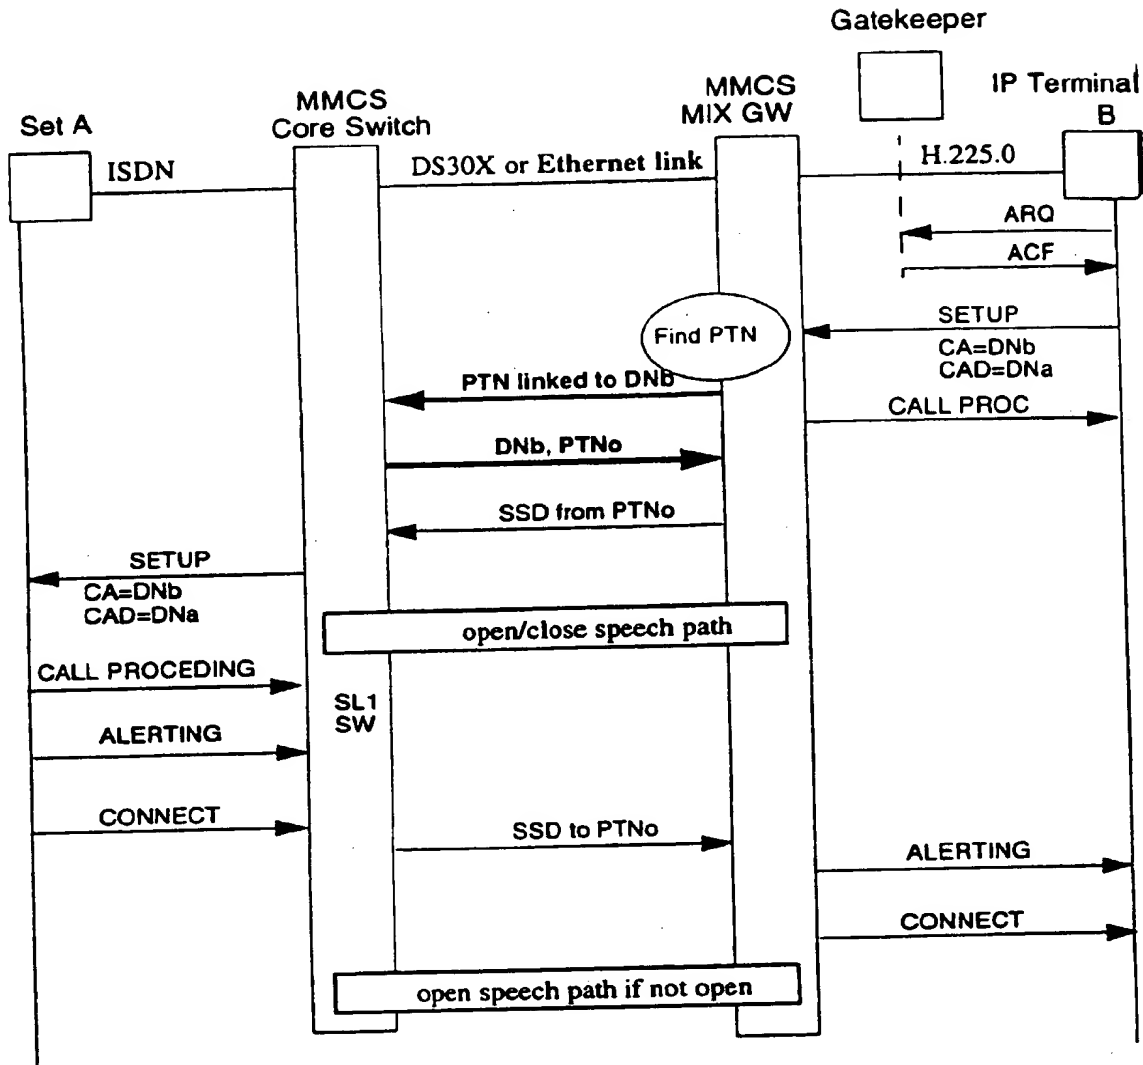 Gatekeeper
MMCS
MIX GW
IP Terminal
B
MMCS
Core Switch
Set A
ISDN
DS30X or Ethernet link
H.225.0
ARQ
ACF
SETUP
CA=DNb
CAD=DNa
Find PTN
PTN linked to DNb
CALL PROC
DNb, PTNo
SSD from PTNo
SETUP
CA=DNb
CAD=DNa
open/close speech path
CALL PROCEDING
SL1
SW
ALERTING
CONNECT
SSD to PTNo
ALERTING
CONNECT
open speech path if not open